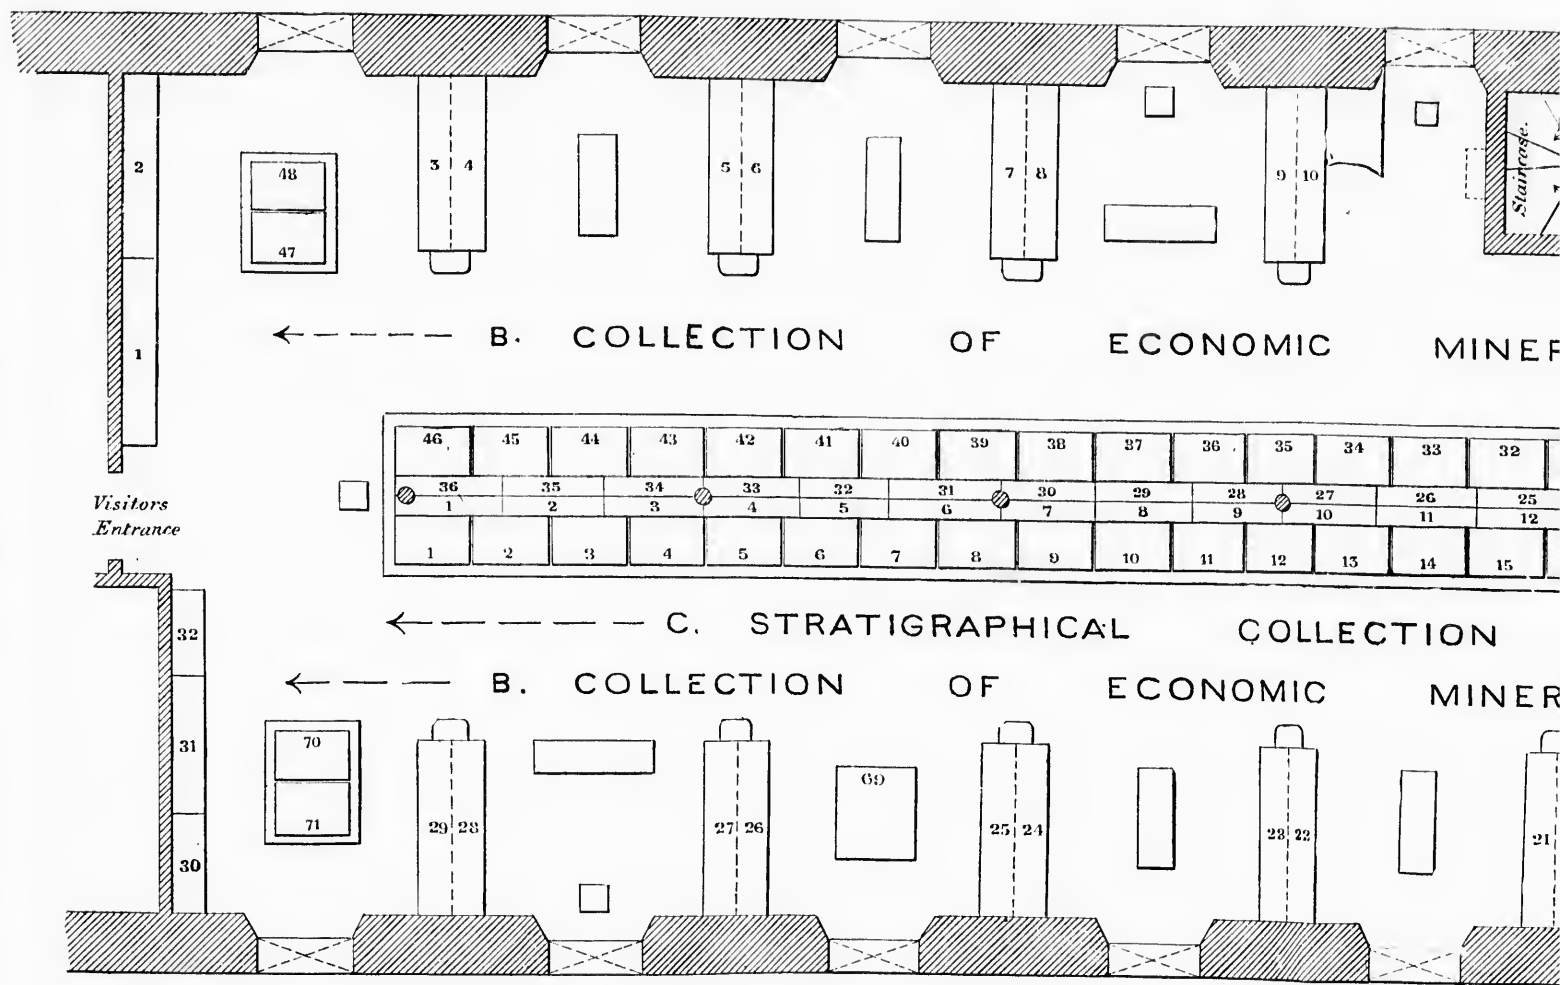 2
48
3 4
5 6
7 8
9 10
Staircase.
47
1
B. COLLECTION OF ECONOMIC MINER
46 45 44 43 42 41 40 39 38 37 36 35 34 33 32
36 35 34 33 32 31 30 29 28 27 26 25
1 2 3 4 5 6 7 8 9 10 11 12
1 2 3 4 5 6 7 8 9 10 11 12 13 14 15
Visitors
Entrance
C. STRATIGRAPHICAL COLLECTION
B. COLLECTION OF ECONOMIC MINER
32
31
30
70
71
29 28
27 26
69
25 24
23 22
21